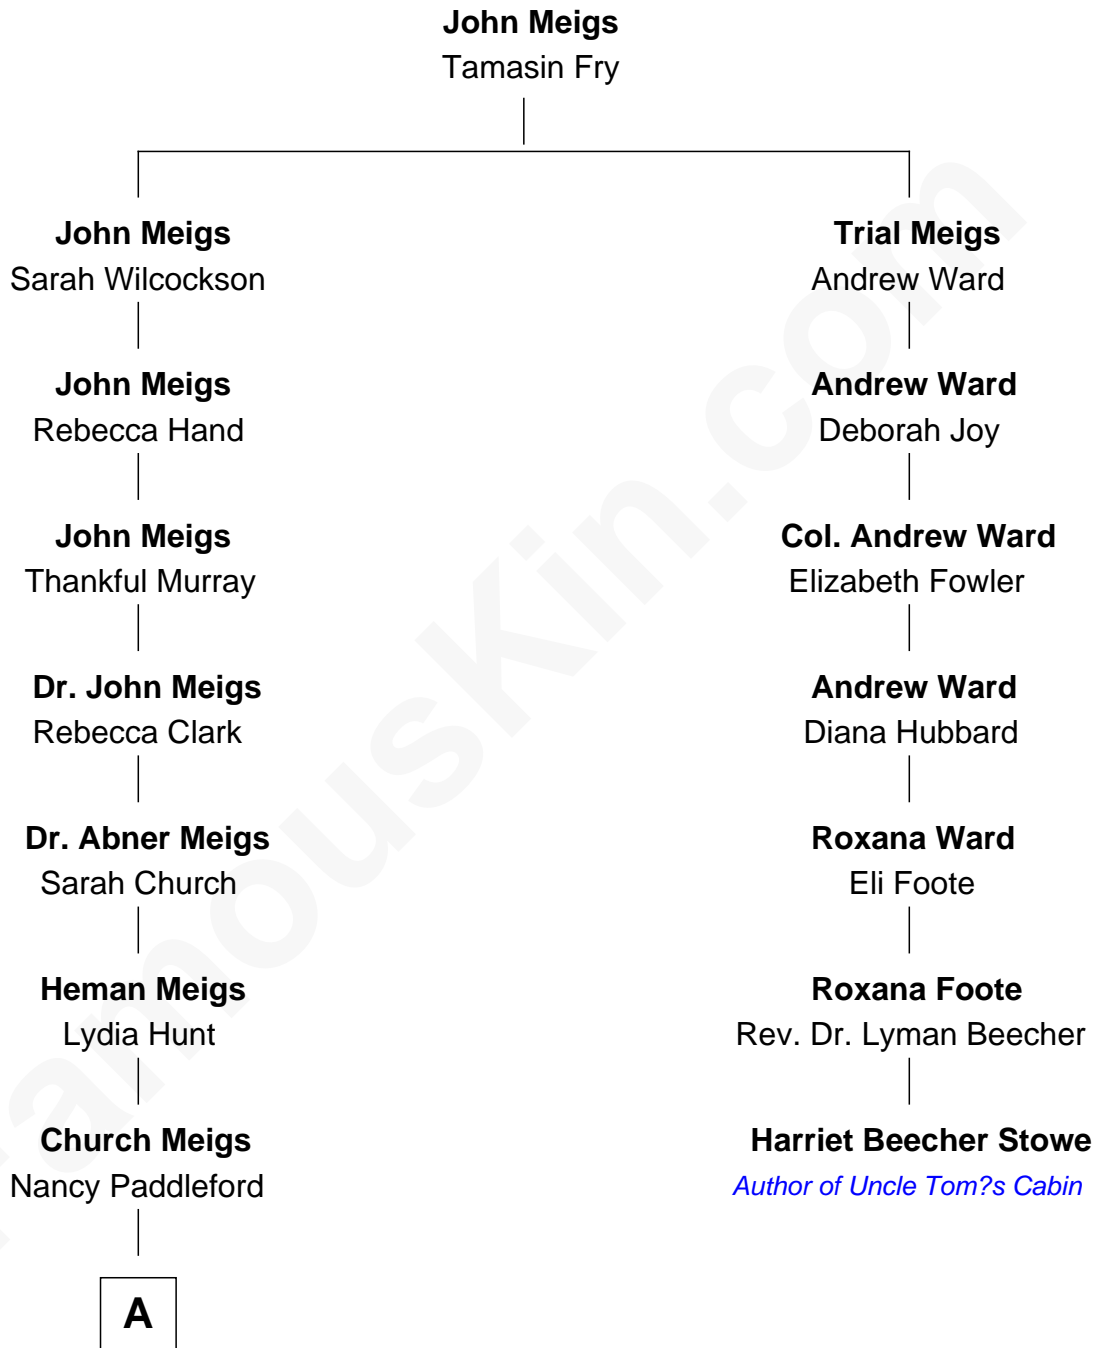 John Meigs
Tamasin Fry
John Meigs
Sarah Wilcockson
Trial Meigs
Andrew Ward
John Meigs
Rebecca Hand
Andrew Ward
Deborah Joy
John Meigs
Thankful Murray
Col. Andrew Ward
Elizabeth Fowler
Dr. John Meigs
Rebecca Clark
Andrew Ward
Diana Hubbard
Dr. Abner Meigs
Sarah Church
Roxana Ward
Eli Foote
Heman Meigs
Lydia Hunt
Roxana Foote
Rev. Dr. Lyman Beecher
Church Meigs
Nancy Paddleford
Harriet Beecher Stowe
Author of Uncle Tom?s Cabin
A
FamousKin.com